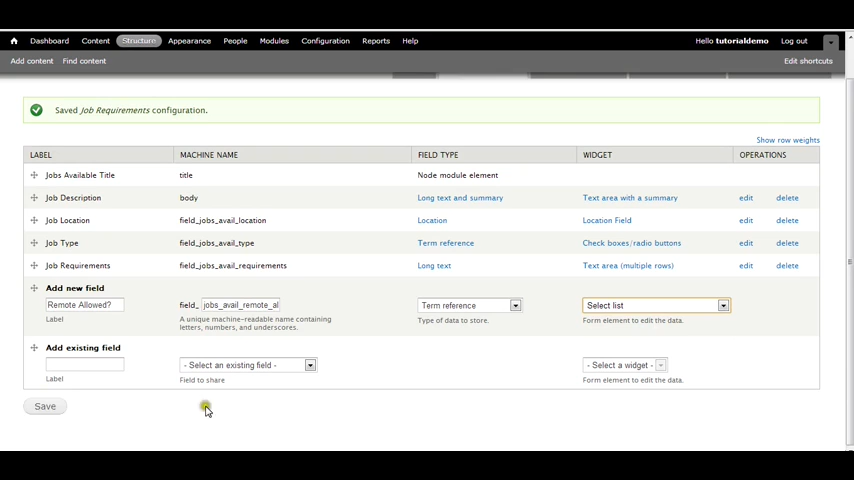 Dashboard Content Structure Appearance People Modules Configuration Reports Help Hello tutorialdemo Log out
Add content Find content Edit shortcuts
Saved Job Requirements configuration.
Show row weights
LABEL MACHINE NAME FIELD TYPE WIDGET OPERATIONS
Jobs Available Title title Node module element
Job Description body Long text and summary Text area with a summary edit delete
Job Location field_jobs_avail_location Location Location Field edit delete
Job Type field_jobs_avail_type Term reference Check boxes/radio buttons edit delete
Job Requirements field_jobs_avail_requirements Long text Text area (multiple rows) edit delete
Add new field
Remote Allowed? field_ jobs_avail_remote_al Term reference Select list
Label A unique machine-readable name containing Type of data to store. Form element to edit the data.
letters, numbers, and underscores.
Add existing field
- Select an existing field - - Select a widget -
Label Field to share Form element to edit the data.
Save